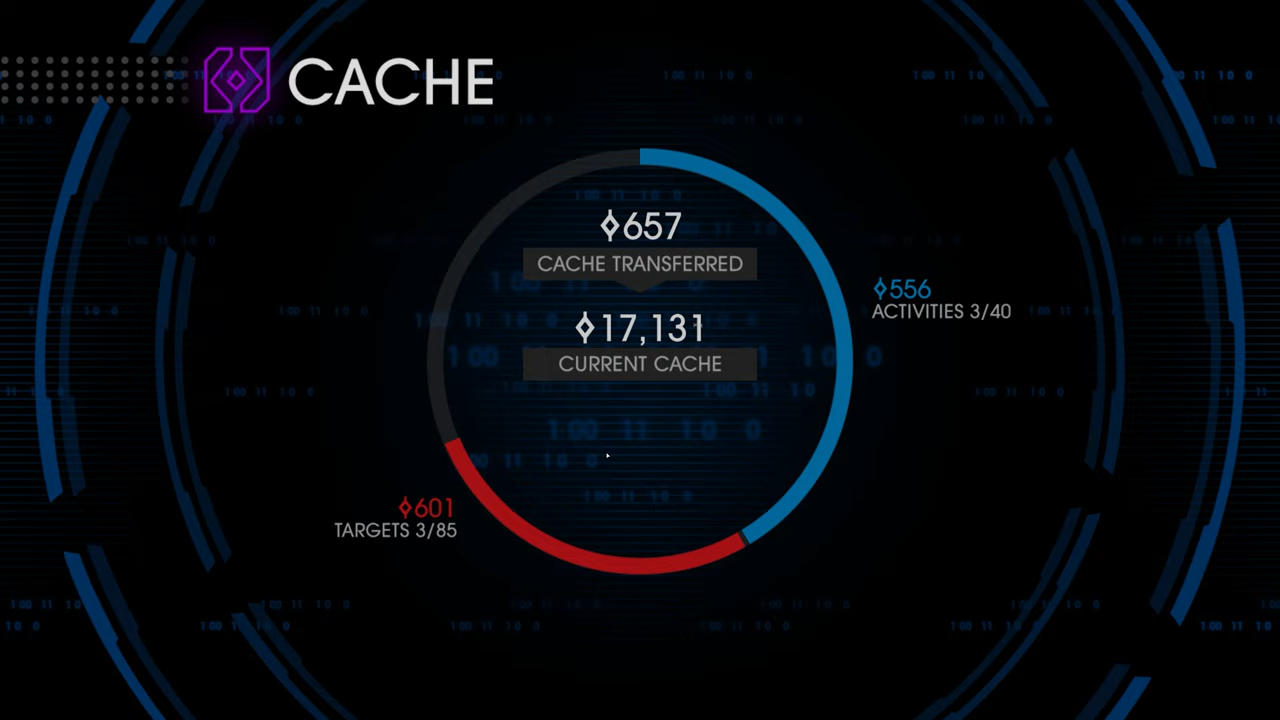 CACHE
657
CACHE TRANSFERRED
17,131
CURRENT CACHE
556
ACTIVITIES 3/40
601
TARGETS 3/85